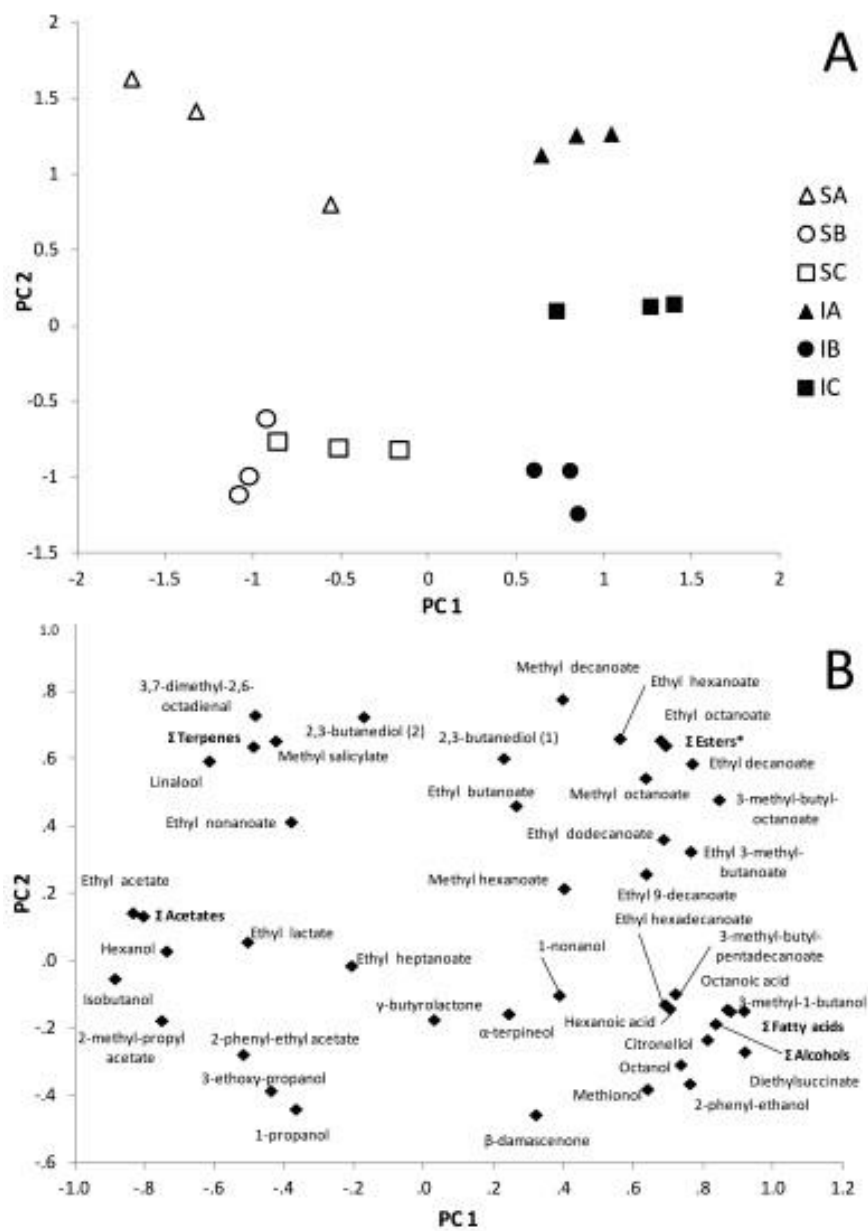 A
2
1.5
1
0.5
0
-0.5
-1
-1.5
PC 2
-2
-1.5
-1
-0.5
0
0.5
1
1.5
2
PC 1
SA
SB
SC
IA
IB
IC
B
1.0
.8
.6
.4
.2
.0
-.2
-.4
-.6
PC 2
Methyl decanoate
Ethyl hexanoate
3,7-dimethyl-2,6-
octadienal
Ethyl octanoate
2,3-butanediol (2)
2,3-butanediol (1)
Σ Terpenes
Σ Esters*
Methyl salicylate
Ethyl decanoate
Linalool
Ethyl butanoate
Methyl octanoate
3-methyl-butyl-
octanoate
Ethyl nonanoate
Ethyl dodecanoate
Ethyl 3-methyl-
butanoate
Ethyl acetate
Methyl hexanoate
Ethyl 9-decanoate
Σ Acetates
Ethyl hexadecanoate
Ethyl lactate
3-methyl-butyl-
pentadecanoate
Hexanol
1-nonanol
Ethyl heptanoate
Octanoic acid
Isobutanol
γ-butyrolactone
3-methyl-1-butanol
Hexanoic acid
α-terpineol
Σ Fatty acids
2-methyl-propyl
acetate
2-phenyl-ethyl acetate
Citronellol
Σ Alcohols
3-ethoxy-propanol
Octanol
Diethylsuccinate
Methionol
2-phenyl-ethanol
1-propanol
β-damascenone
-1.0
-.8
-.6
-.4
-.2
.0
.2
.4
.6
.8
1.0
1.2
PC 1